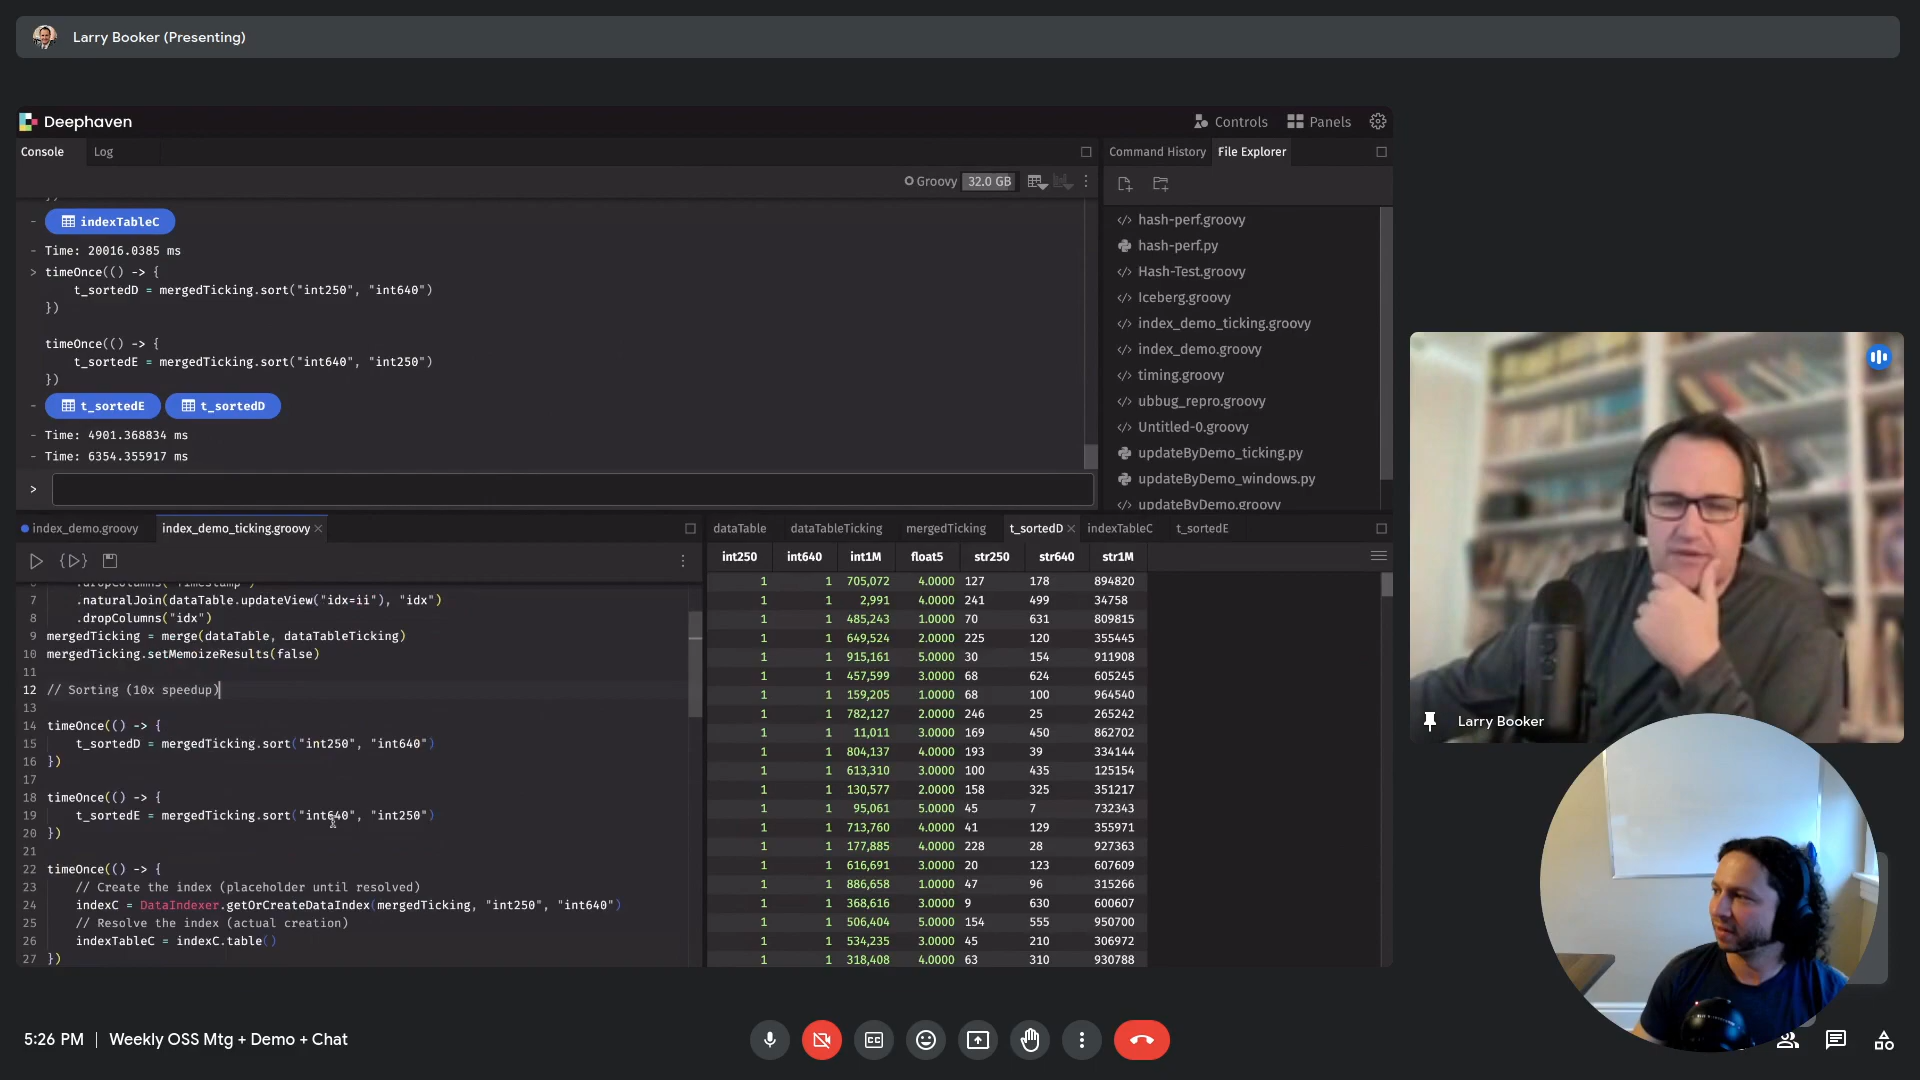 Larry Booker (Presenting)
Deephaven
Controls
Panels
Console
Log
Command History
File Explorer
Groovy
32.0 GB
- indexTableC
- Time: 20016.0385 ms
> timeOnce(() -> {
t_sortedD = mergedTicking.sort("int250", "int640")
})
timeOnce(() -> {
t_sortedE = mergedTicking.sort("int640", "int250")
})
- t_sortedE t_sortedD
- Time: 4901.368834 ms
- Time: 6354.355917 ms
>
hash-perf.groovy
hash-perf.py
Hash-Test.groovy
Iceberg.groovy
index_demo_ticking.groovy
index_demo.groovy
timing.groovy
ubbug_repro.groovy
Untitled-0.groovy
updateByDemo_ticking.py
updateByDemo_windows.py
updateByDemo.groovy
index_demo.groovy
index_demo_ticking.groovy
6 .dropColumns("Timestamp")
7 .naturalJoin(dataTable.updateView("idx=ii"), "idx")
8 .dropColumns("idx")
9 mergedTicking = merge(dataTable, dataTableTicking)
10 mergedTicking.setMemoizeResults(false)
11
12 // Sorting (10x speedup)
13
14 timeOnce(() -> {
15 t_sortedD = mergedTicking.sort("int250", "int640")
16 })
17
18 timeOnce(() -> {
19 t_sortedE = mergedTicking.sort("int640", "int250")
20 })
21
22 timeOnce(() -> {
23 // Create the index (placeholder until resolved)
24 indexC = DataIndexer.getOrCreateDataIndex(mergedTicking, "int250", "int640")
25 // Resolve the index (actual creation)
26 indexTableC = indexC.table()
27 })
dataTable dataTableTicking mergedTicking t_sortedD indexTableC t_sortedE
int250 int640 int1M float5 str250 str640 str1M
1 1 705,072 4.0000 127 178 894820
1 1 2,991 4.0000 241 499 34758
1 1 485,243 1.0000 70 631 809815
1 1 649,524 2.0000 225 120 355445
1 1 915,161 5.0000 30 154 911908
1 1 457,599 3.0000 68 624 605245
1 1 159,205 1.0000 68 100 964540
1 1 782,127 2.0000 246 25 265242
1 1 11,011 3.0000 169 450 862702
1 1 804,137 4.0000 193 39 334144
1 1 613,310 3.0000 100 435 125154
1 1 130,577 2.0000 158 325 351217
1 1 95,061 5.0000 45 7 732343
1 1 713,760 4.0000 41 129 355971
1 1 177,885 4.0000 228 28 927363
1 1 616,691 3.0000 20 123 607609
1 1 886,658 1.0000 47 96 315266
1 1 368,616 3.0000 9 630 600607
1 1 506,404 5.0000 154 555 950700
1 1 534,235 3.0000 45 210 306972
1 1 318,408 4.0000 63 310 930788
Larry Booker
5:26 PM | Weekly OSS Mtg + Demo + Chat